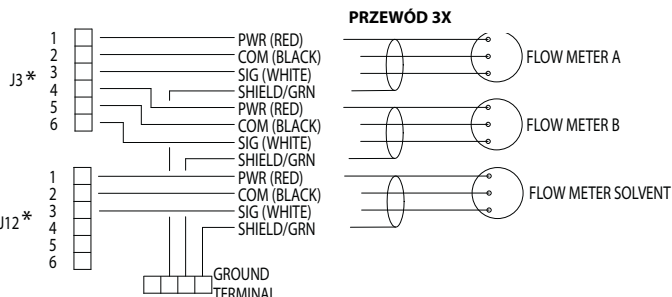 PRZEWÓD 3X
J3*
1
2
3
4
5
6
PWR (RED)
COM (BLACK)
SIG (WHITE)
SHIELD/GRN
PWR (RED)
COM (BLACK)
SIG (WHITE)
SHIELD/GRN
FLOW METER A
FLOW METER B
J12*
1
2
3
4
5
6
PWR (RED)
COM (BLACK)
SIG (WHITE)
SHIELD/GRN
FLOW METER SOLVENT
GROUND
TERMINAL